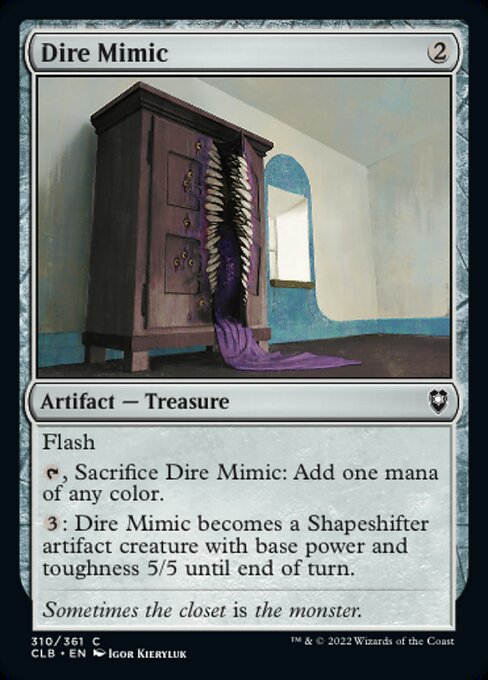 Dire Mimic 2
Artifact — Treasure
Flash
, Sacrifice Dire Mimic: Add one mana
of any color.
3: Dire Mimic becomes a Shapeshifter
artifact creature with base power and
toughness 5/5 until end of turn.
Sometimes the closet is the monster.
310/361 C
CLB • EN Igor Kieryluk
™ & © 2022 Wizards of the Coast